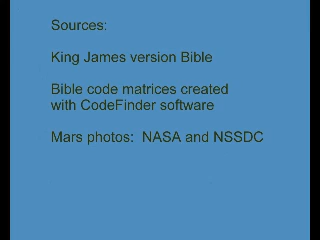 Sources:
King James version Bible
Bible code matrices created
with CodeFinder software
Mars photos:  NASA and NSSDC